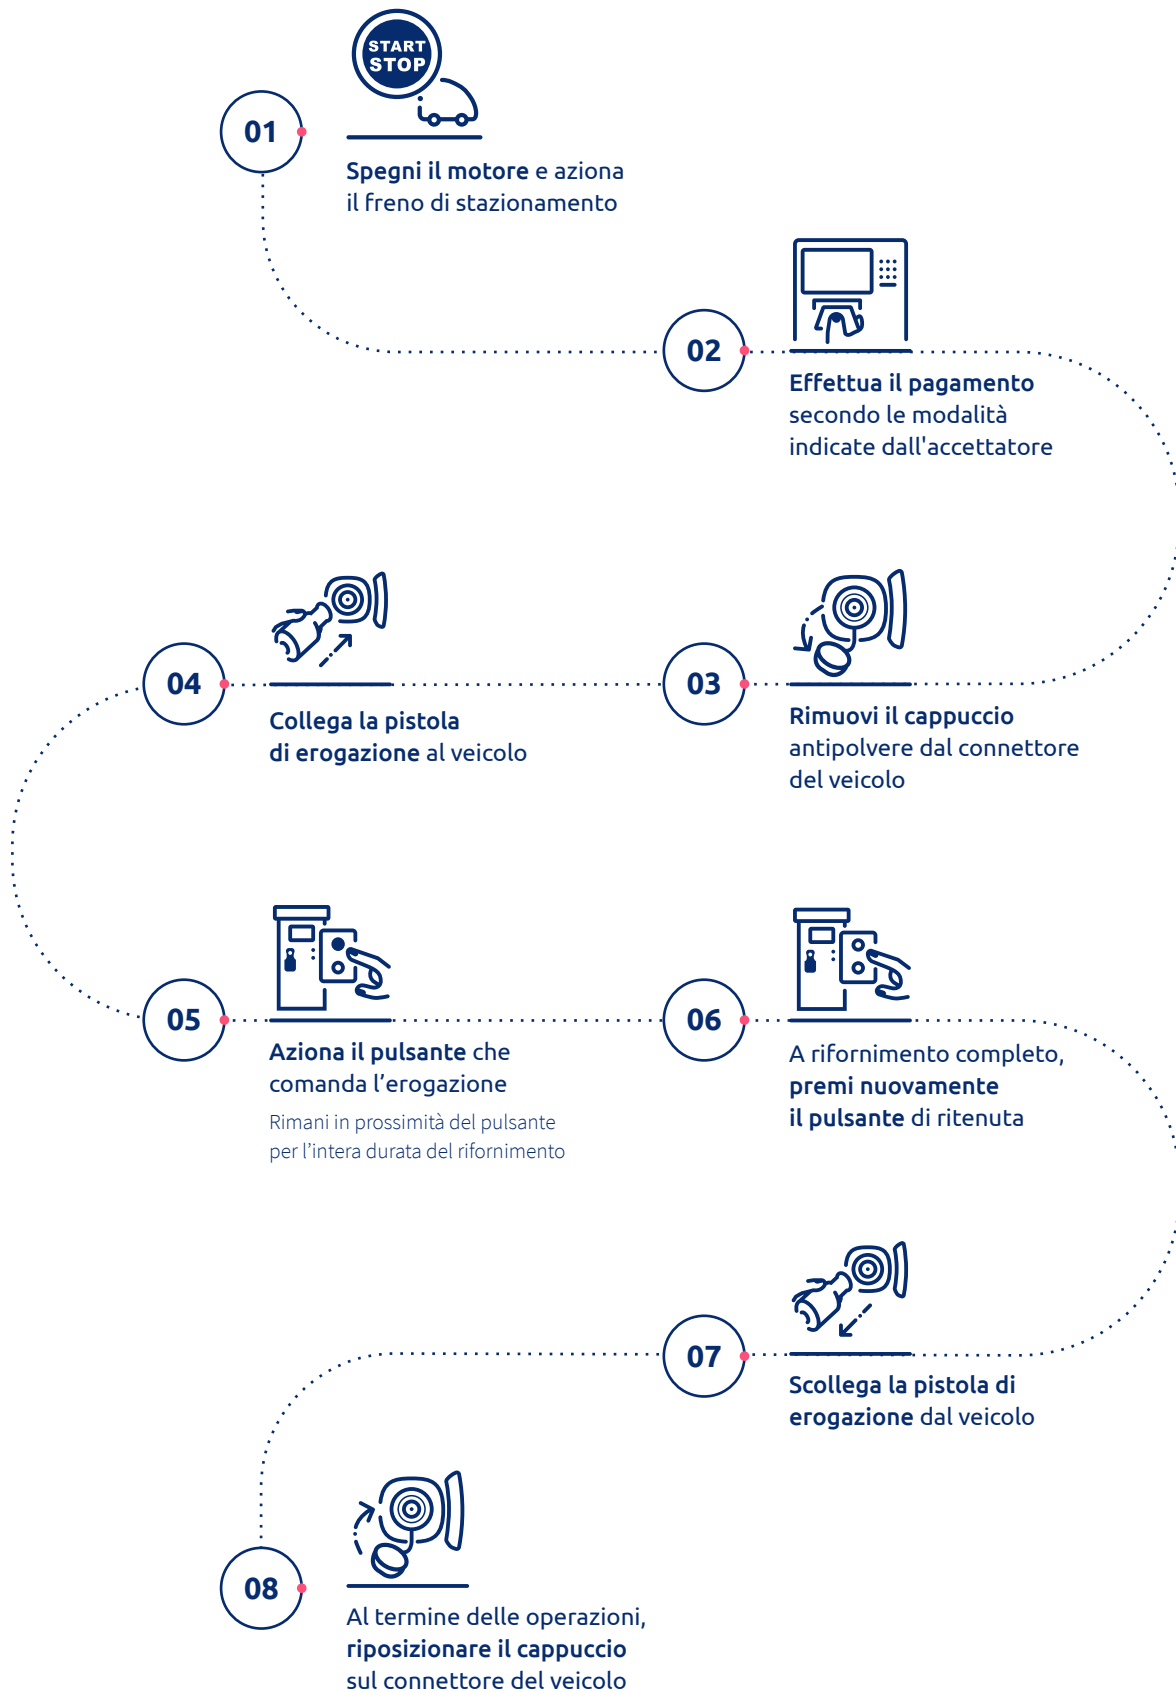 START
STOP
01
Spegni il motore e aziona
il freno di stazionamento
02
Effettua il pagamento
secondo le modalità
indicate dall'accettatore
03
Rimuovi il cappuccio
antipolvere dal connettore
del veicolo
04
Collega la pistola
di erogazione al veicolo
05
Aziona il pulsante che
comanda l’erogazione
Rimani in prossimità del pulsante
per l’intera durata del rifornimento
06
A rifornimento completo,
premi nuovamente
il pulsante di ritenuta
07
Scollega la pistola di
erogazione dal veicolo
08
Al termine delle operazioni,
riposizionare il cappuccio
sul connettore del veicolo